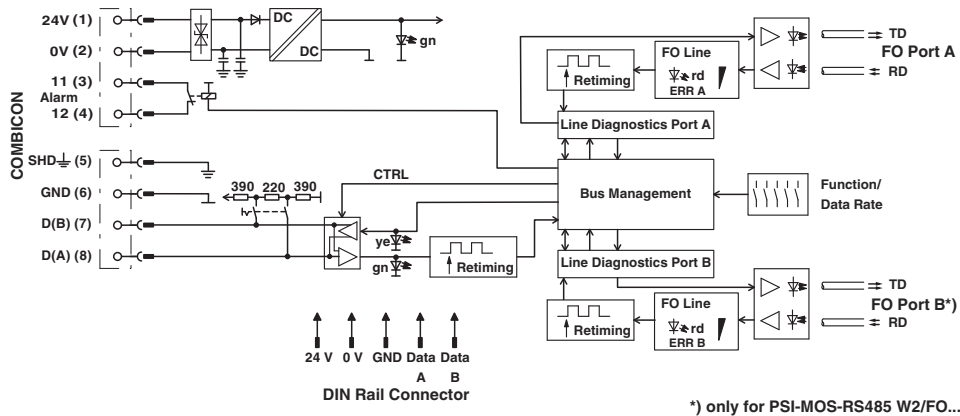 COMBICON
24V (1)
0V (2)
11 (3)
Alarm
12 (4)
SHD (5)
GND (6)
D(B) (7)
D(A) (8)
DC
DC
gn
390 220 390
CTRL
ye
gn
Retiming
Retiming
FO Line
rd
ERR A
TD
FO Port A
RD
Line Diagnostics Port A
Bus Management
Function/
Data Rate
Line Diagnostics Port B
Retiming
FO Line
rd
ERR B
TD
FO Port B*)
RD
24 V 0 V GND Data Data
A B
DIN Rail Connector
*) only for PSI-MOS-RS485 W2/FO...